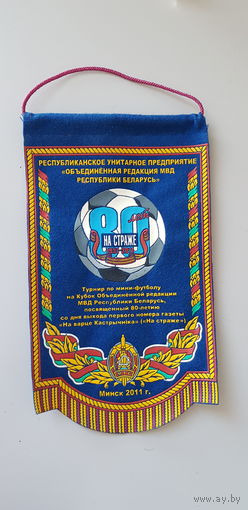 РЕСПУБЛИКАНСКОЕ УНИТАРНОЕ ПРЕДПРИЯТИЕ
«ОБЪЕДИНЁННАЯ РЕДАКЦИЯ МВД
РЕСПУБЛИКИ БЕЛАРУСЬ»
80
НА СТРАЖЕ
Турнир по мини-футболу
на Кубок Объединённой редакции
МВД Республики Беларусь,
посвященный 80-летию
со дня выхода первого номера газеты
«На варце Кастрычніка» («На страже»)
Минск 2011 г.
www.ay.by